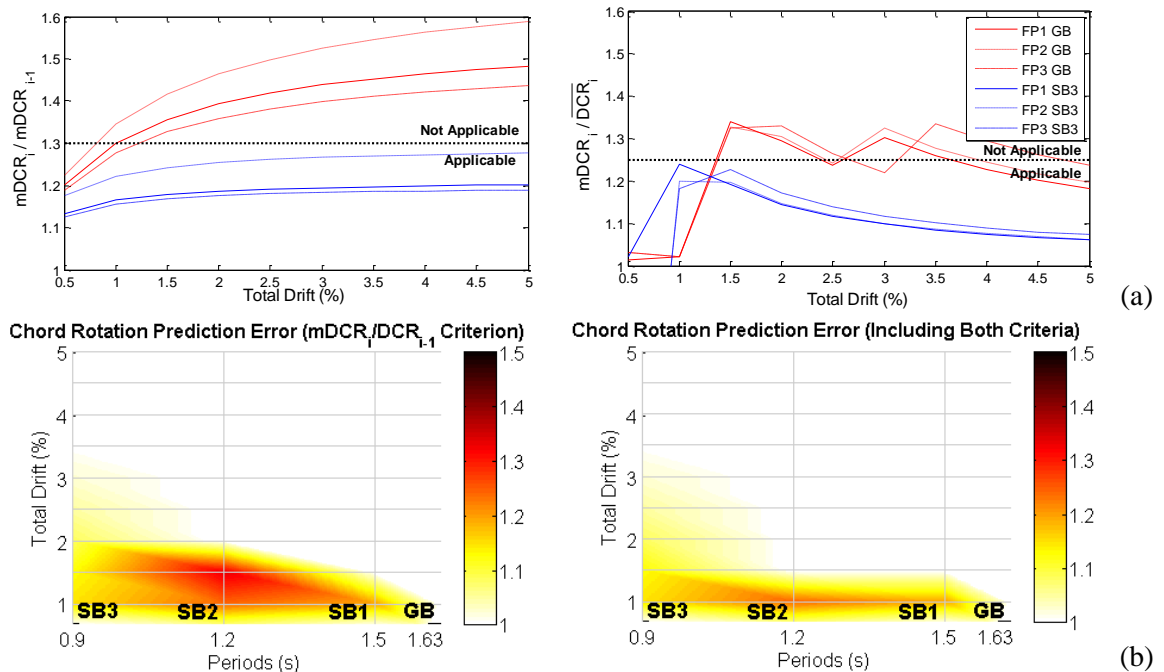 1.6
1.5
1.4
1.3
1.2
1.1
1
0.5 1 1.5 2 2.5 3 3.5 4 4.5 5
Total Drift (%)
mDCR i / mDCR i-1
Not Applicable
Applicable
1.6
1.5
1.4
1.3
1.2
1.1
1
0.5 1 1.5 2 2.5 3 3.5 4 4.5 5
Total Drift (%)
mDCR i / DCR i
Not Applicable
Applicable
FP1 GB
FP2 GB
FP3 GB
FP1 SB3
FP2 SB3
FP3 SB3
(a)
Chord Rotation Prediction Error (mDCR i/DCR i-1 Criterion)
5
4
3
2
1
Total Drift (%)
SB3 SB2 SB1 GB
0.9 1.2 1.5 1.63
Periods (s)
1.5
1.4
1.3
1.2
1.1
1
Chord Rotation Prediction Error (Including Both Criteria)
5
4
3
2
1
Total Drift (%)
SB3 SB2 SB1 GB
0.9 1.2 1.5 1.63
Periods (s)
1.5
1.4
1.3
1.2
1.1
1
(b)